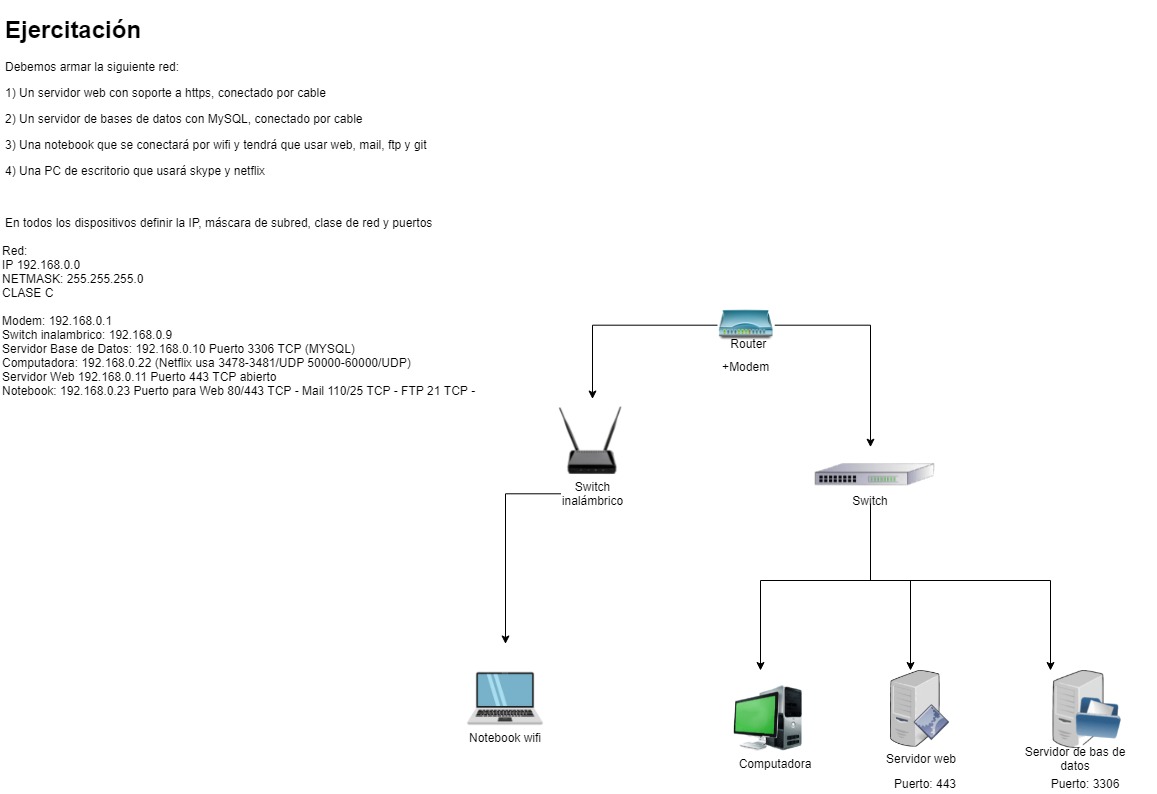 Ejercitación
Debemos armar la siguiente red:
1) Un servidor web con soporte a https, conectado por cable
2) Un servidor de bases de datos con MySQL, conectado por cable
3) Una notebook que se conectará por wifi y tendrá que usar web, mail, ftp y git
4) Una PC de escritorio que usará skype y netflix
En todos los dispositivos definir la IP, máscara de subred, clase de red y puertos
Red:
IP 192.168.0.0
NETMASK: 255.255.255.0
CLASE C
Modem: 192.168.0.1
Switch inalambrico: 192.168.0.9
Servidor Base de Datos: 192.168.0.10 Puerto 3306 TCP (MYSQL)
Computadora: 192.168.0.22 (Netflix usa 3478-3481/UDP 50000-60000/UDP)
Servidor Web 192.168.0.11 Puerto 443 TCP abierto
Notebook: 192.168.0.23 Puerto para Web 80/443 TCP - Mail 110/25 TCP - FTP 21 TCP -
Router
+Modem
Switch
inalámbrico
Switch
Notebook wifi
Computadora
Servidor web
Puerto: 443
Servidor de bas de
datos
Puerto: 3306